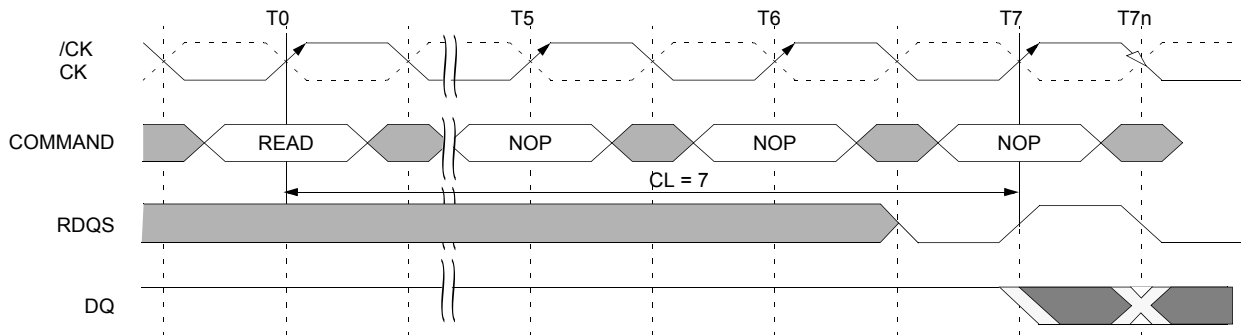 T0 T5 T6 T7 T7n
/CK
CK
COMMAND READ NOP NOP NOP
CL = 7
RDQS
DQ